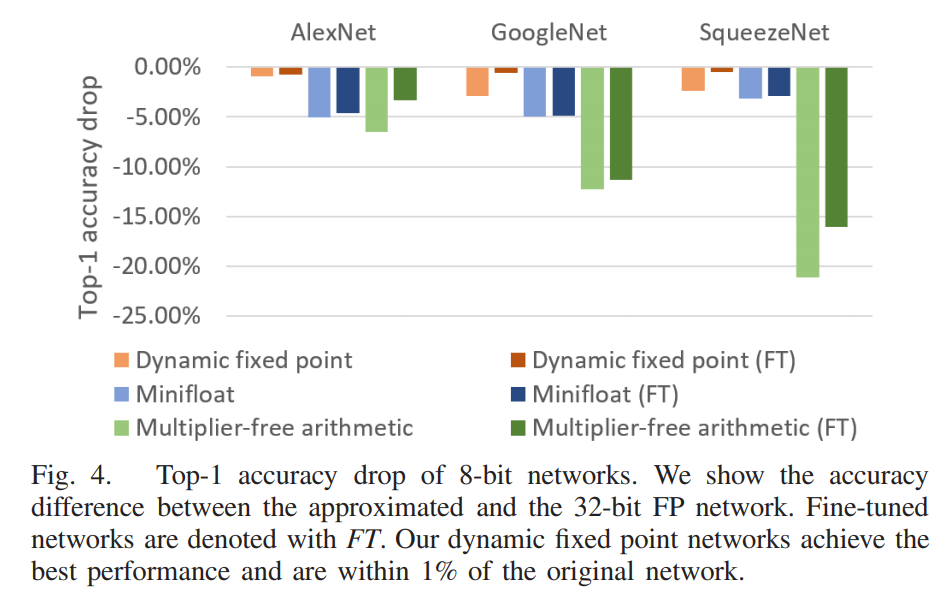 AlexNet GoogleNet SqueezeNet
0.00%
-5.00%
-10.00%
-15.00%
-20.00%
-25.00%
Top-1 accuracy drop
Dynamic fixed point Dynamic fixed point (FT)
Minifloat Minifloat (FT)
Multiplier-free arithmetic Multiplier-free arithmetic (FT)
Fig. 4. Top-1 accuracy drop of 8-bit networks. We show the accuracy
difference between the approximated and the 32-bit FP network. Fine-tuned
networks are denoted with FT. Our dynamic fixed point networks achieve the
best performance and are within 1% of the original network.